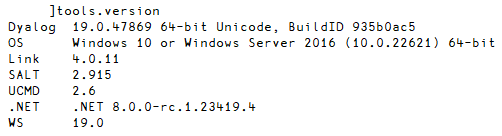 ]tools.version
Dyalog  19.0.47869 64-bit Unicode, BuildID 935b0ac5
OS      Windows 10 or Windows Server 2016 (10.0.22621) 64-bit
Link    4.0.11
SALT    2.915
UCMD    2.6
.NET    .NET 8.0.0-rc.1.23419.4
WS      19.0